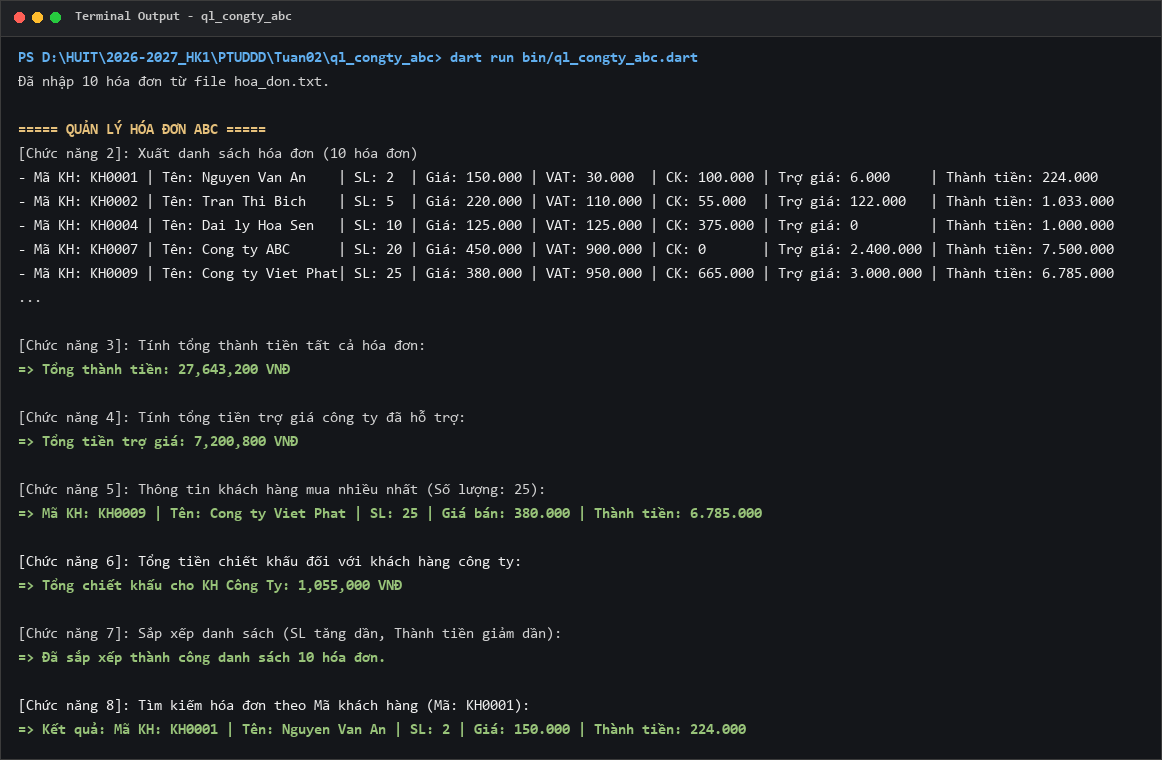 Terminal Output - ql_congty_abc
PS D:\HUIT\2026-2027_HK1\PTUDDD\Tuan02\ql_congty_abc> dart run bin/ql_congty_abc.dart
Đã nhập 10 hóa đơn từ file hoa_don.txt.
===== QUẢN LÝ HÓA ĐƠN ABC =====
[Chức năng 2]: Xuất danh sách hóa đơn (10 hóa đơn)
- Mã KH: KH0001 | Tên: Nguyen Van An    | SL: 2  | Giá: 150.000 | VAT: 30.000  | CK: 100.000 | Trợ giá: 6.000     | Thành tiền: 224.000
- Mã KH: KH0002 | Tên: Tran Thi Bich    | SL: 5  | Giá: 220.000 | VAT: 110.000 | CK: 55.000  | Trợ giá: 122.000   | Thành tiền: 1.033.000
- Mã KH: KH0004 | Tên: Dai ly Hoa Sen   | SL: 10 | Giá: 125.000 | VAT: 125.000 | CK: 375.000 | Trợ giá: 0         | Thành tiền: 1.000.000
- Mã KH: KH0007 | Tên: Cong ty ABC      | SL: 20 | Giá: 450.000 | VAT: 900.000 | CK: 0       | Trợ giá: 2.400.000 | Thành tiền: 7.500.000
- Mã KH: KH0009 | Tên: Cong ty Viet Phat| SL: 25 | Giá: 380.000 | VAT: 950.000 | CK: 665.000 | Trợ giá: 3.000.000 | Thành tiền: 6.785.000
...
[Chức năng 3]: Tính tổng thành tiền tất cả hóa đơn:
=> Tổng thành tiền: 27,643,200 VNĐ
[Chức năng 4]: Tính tổng tiền trợ giá công ty đã hỗ trợ:
=> Tổng tiền trợ giá: 7,200,800 VNĐ
[Chức năng 5]: Thông tin khách hàng mua nhiều nhất (Số lượng: 25):
=> Mã KH: KH0009 | Tên: Cong ty Viet Phat | SL: 25 | Giá bán: 380.000 | Thành tiền: 6.785.000
[Chức năng 6]: Tổng tiền chiết khấu đối với khách hàng công ty:
=> Tổng chiết khấu cho KH Công Ty: 1,055,000 VNĐ
[Chức năng 7]: Sắp xếp danh sách (SL tăng dần, Thành tiền giảm dần):
=> Đã sắp xếp thành công danh sách 10 hóa đơn.
[Chức năng 8]: Tìm kiếm hóa đơn theo Mã khách hàng (Mã: KH0001):
=> Kết quả: Mã KH: KH0001 | Tên: Nguyen Van An | SL: 2 | Giá: 150.000 | Thành tiền: 224.000